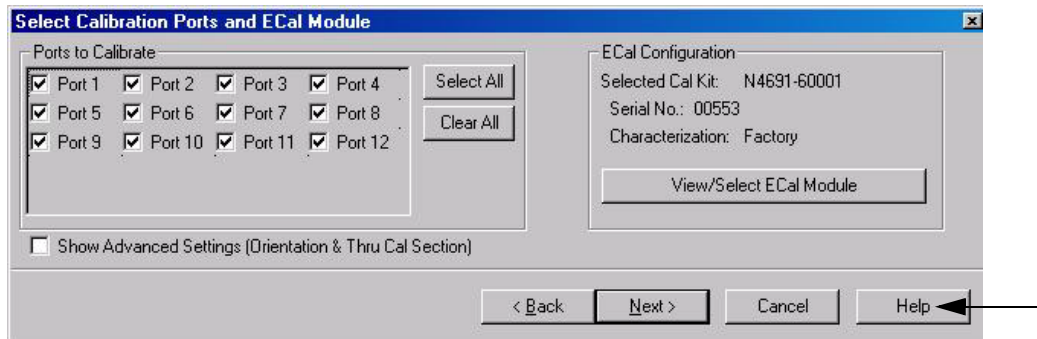 Select Calibration Ports and ECal Module
Ports to Calibrate
Port 1 Port 2 Port 3 Port 4
Port 5 Port 6 Port 7 Port 8
Port 9 Port 10 Port 11 Port 12
Select All
Clear All
ECal Configuration
Selected Cal Kit: N4691-60001
Serial No.: 00553
Characterization: Factory
View/Select ECal Module
Show Advanced Settings (Orientation & Thru Cal Section)
< Back Next > Cancel Help